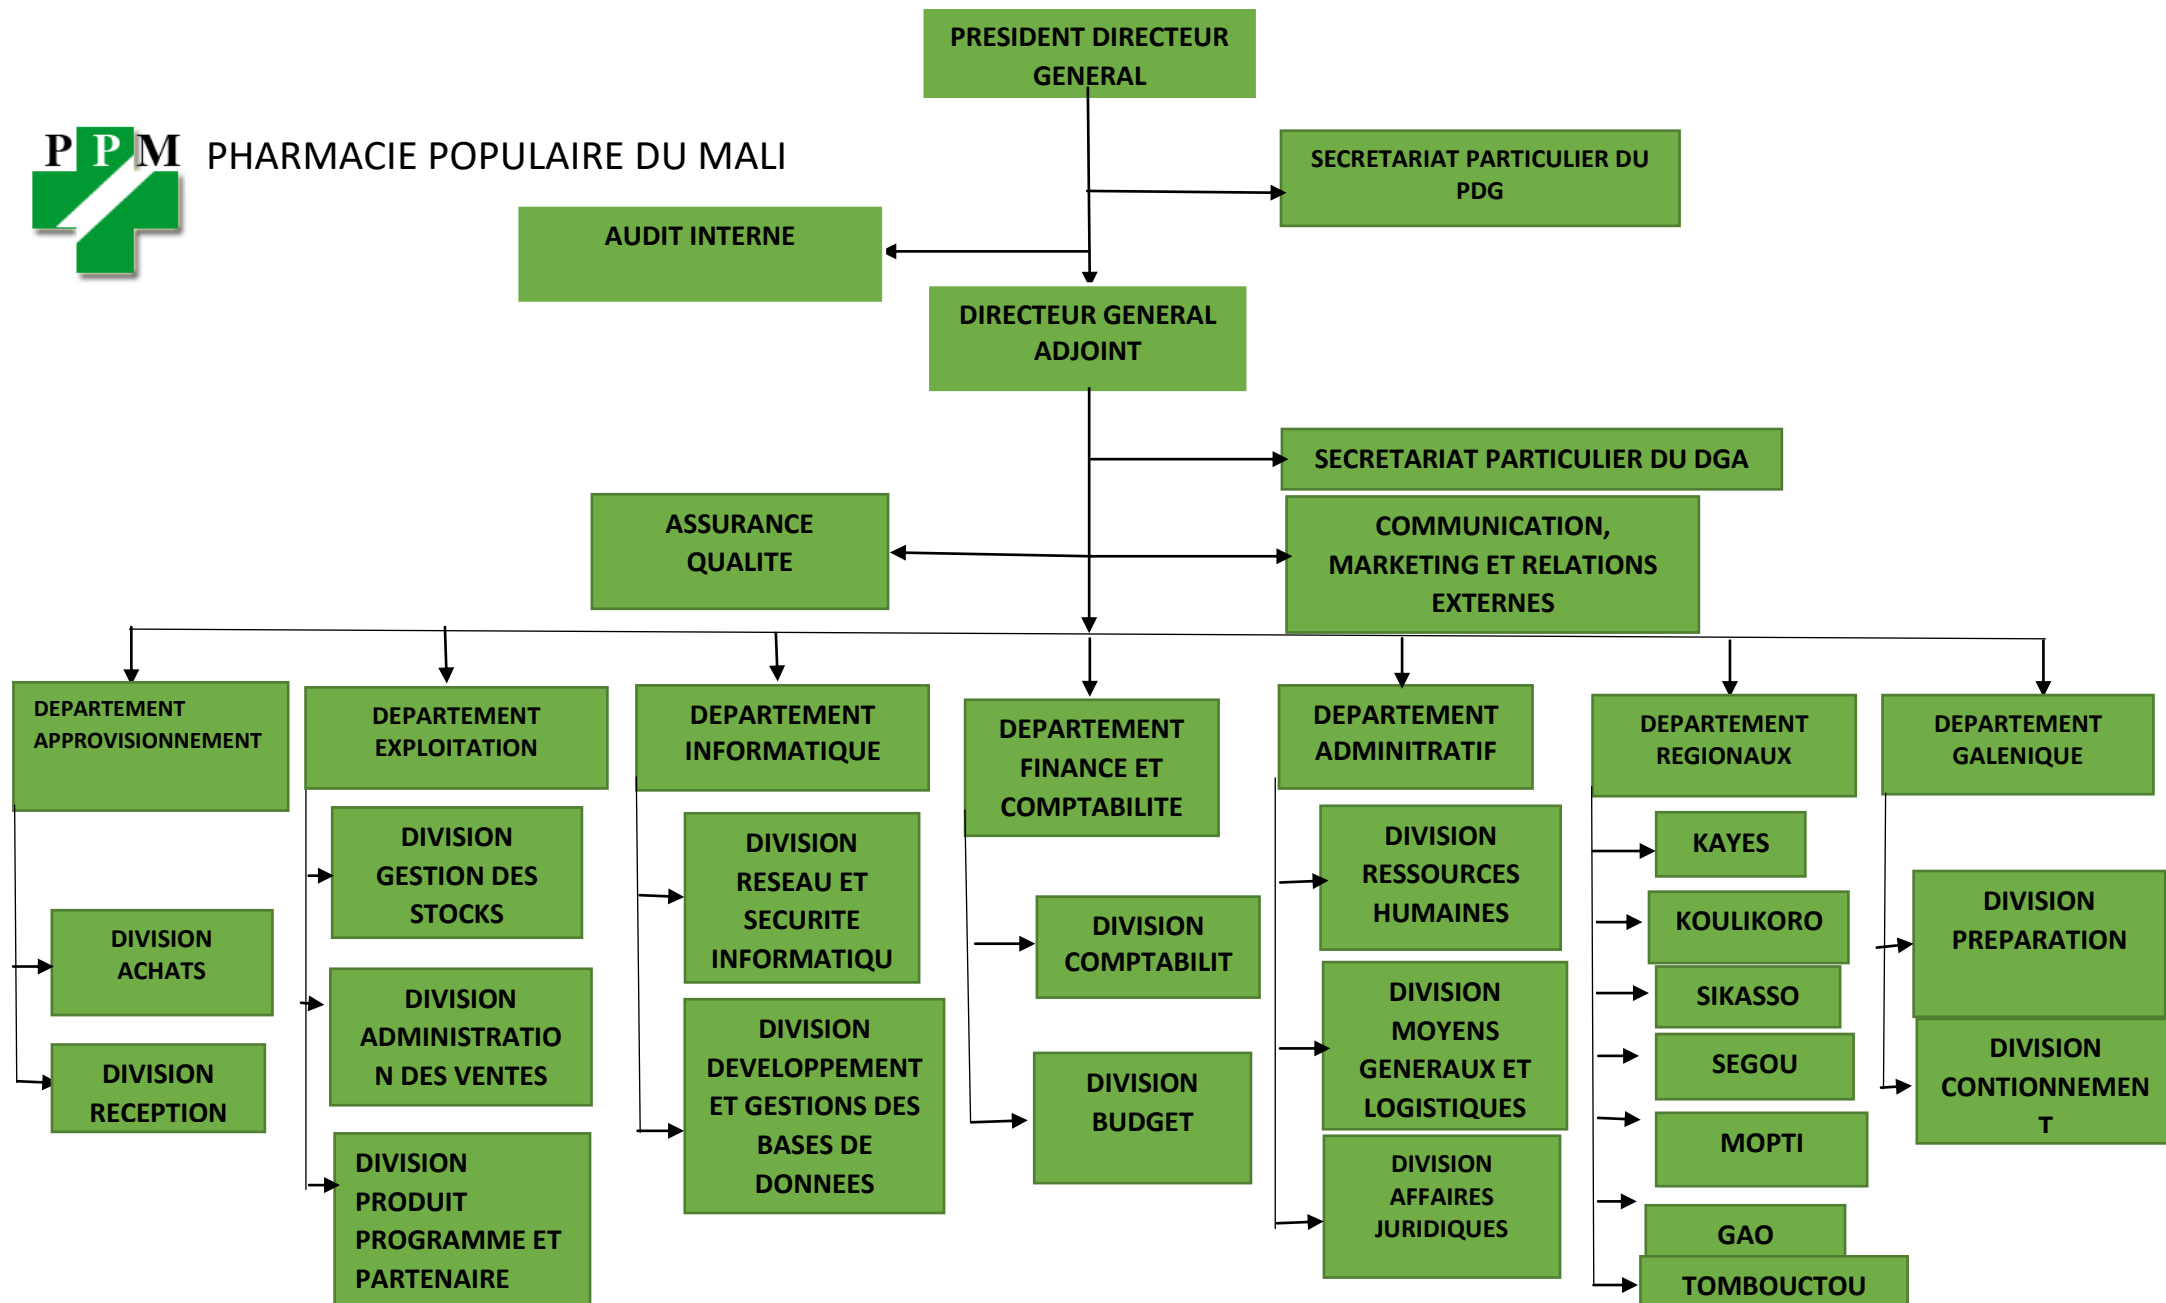 PRESIDENT DIRECTEUR
GENERAL
PPM
PHARMACIE POPULAIRE DU MALI
SECRETARIAT PARTICULIER DU
PDG
AUDIT INTERNE
DIRECTEUR GENERAL
ADJOINT
SECRETARIAT PARTICULIER DU DGA
ASSURANCE
QUALITE
COMMUNICATION,
MARKETING ET RELATIONS
EXTERNES
DEPARTEMENT
APPROVISIONNEMENT
DIVISION
ACHATS
DIVISION
RECEPTION
DEPARTEMENT
EXPLOITATION
DIVISION
GESTION DES
STOCKS
DIVISION
ADMINISTRATIO
N DES VENTES
DIVISION
PRODUIT
PROGRAMME ET
PARTENAIRE
DEPARTEMENT
INFORMATIQUE
DIVISION
RESEAU ET
SECURITE
INFORMATIQU
DIVISION
DEVELOPPEMENT
ET GESTIONS DES
BASES DE
DONNEES
DEPARTEMENT
FINANCE ET
COMPTABILITE
DIVISION
COMPTABILIT
DIVISION
BUDGET
DEPARTEMENT
ADMINITRATIF
DIVISION
RESSOURCES
HUMAINES
DIVISION
MOYENS
GENERAUX ET
LOGISTIQUES
DIVISION
AFFAIRES
JURIDIQUES
DEPARTEMENT
REGIONAUX
KAYES
KOULIKORO
SIKASSO
SEGOU
MOPTI
GAO
TOMBOUCTOU
DEPARTEMENT
GALENIQUE
DIVISION
PREPARATION
DIVISION
CONTIONNEMEN
T